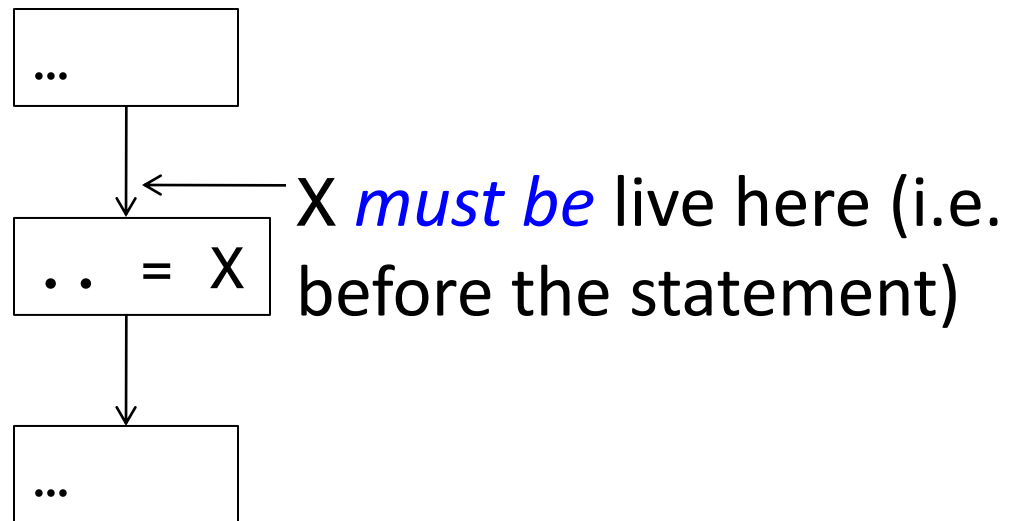 …
X must be live here (i.e.
.. = X
before the statement)
…